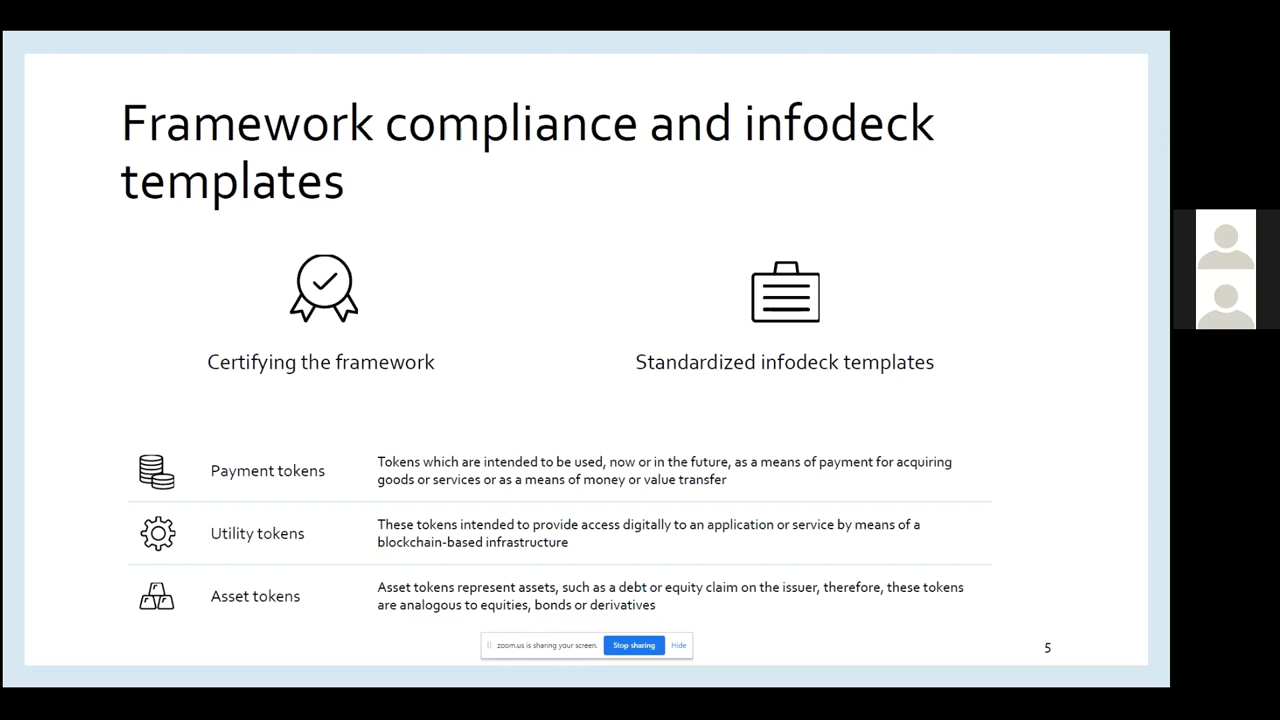 Framework compliance and infodeck
templates
Certifying the framework
Standardized infodeck templates
Payment tokens
Tokens which are intended to be used, now or in the future, as a means of payment for acquiring
goods or services or as a means of money or value transfer
Utility tokens
These tokens intended to provide access digitally to an application or service by means of a
blockchain-based infrastructure
Asset tokens
Asset tokens represent assets, such as a debt or equity claim on the issuer, therefore, these tokens
are analogous to equities, bonds or derivatives
zoom.us is sharing your screen. Stop sharing Hide
5